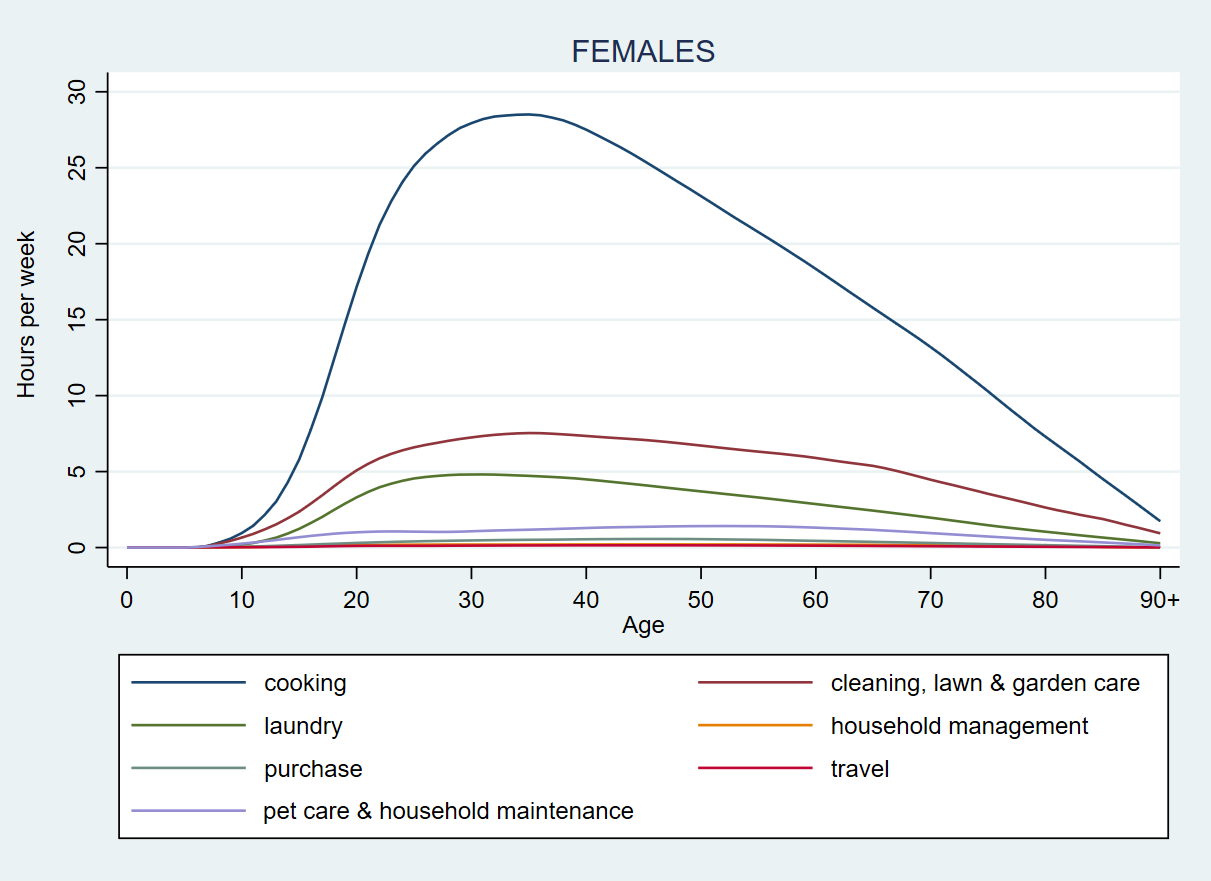 FEMALES
Hours per week
30
25
20
15
10
5
0
0 10 20 30 40 50 60 70 80 90+
Age
cooking cleaning, lawn & garden care
laundry household management
purchase travel
pet care & household maintenance